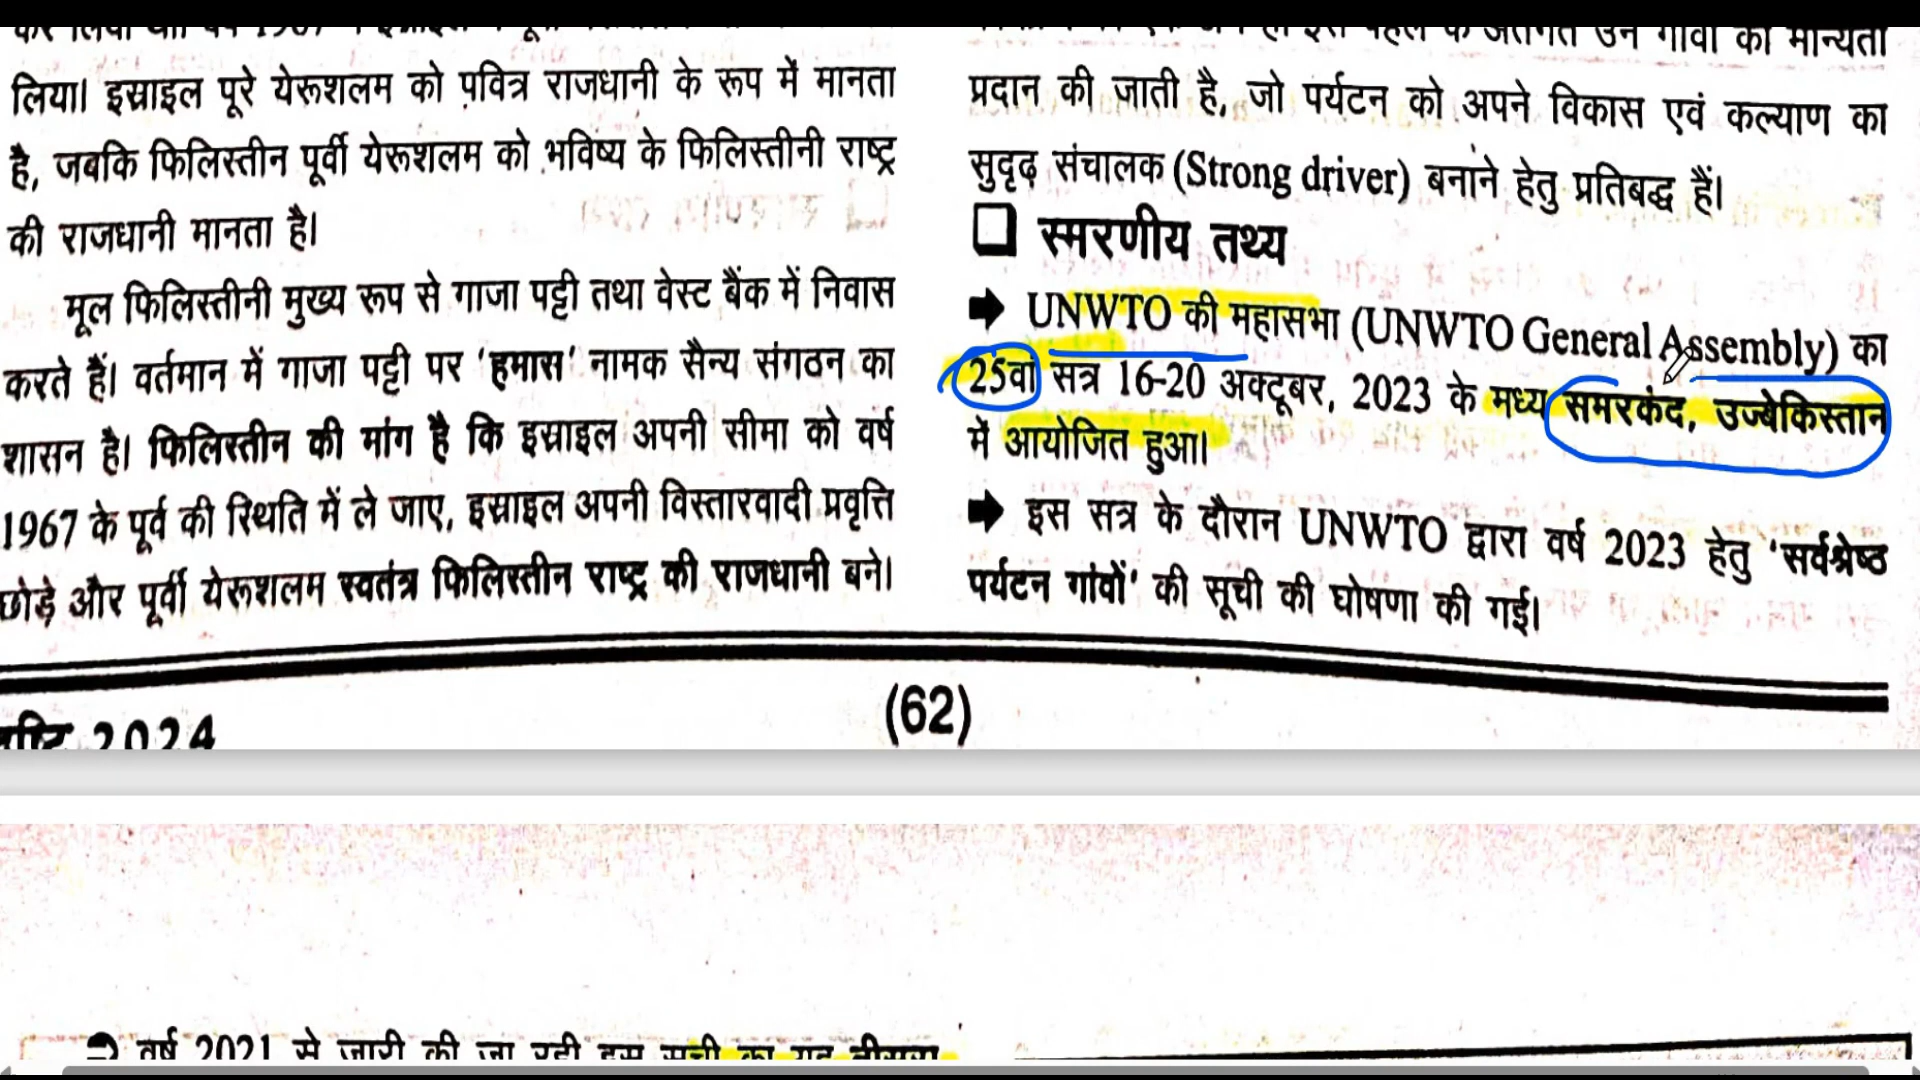 लिया। इस्राइल पूरे येरूशलम को पवित्र राजधानी के रूप में मानता
है, जबकि फिलिस्तीन पूर्वी येरूशलम को भविष्य के फिलिस्तीनी राष्ट्र
की राजधानी मानता है।
मूल फिलिस्तीनी मुख्य रूप से गाजा पट्टी तथा वेस्ट बैंक में निवास
करते हैं। वर्तमान में गाजा पट्टी पर ‘हमास’ नामक सैन्य संगठन का
शासन है। फिलिस्तीन की मांग है कि इस्राइल अपनी सीमा को वर्ष
1967 के पूर्व की स्थिति में ले जाए, इस्राइल अपनी विस्तारवादी प्रवृत्ति
छोड़े और पूर्वी येरूशलम स्वतंत्र फिलिस्तीन राष्ट्र की राजधानी बने।
के अंतर्गत उन गांवों को मान्यता
प्रदान की जाती है, जो पर्यटन को अपने विकास एवं कल्याण का
सुदृढ़ संचालक (Strong driver) बनाने हेतु प्रतिबद्ध हैं।
स्मरणीय तथ्य
➡ UNWTO की महासभा (UNWTO General Assembly) का
25वां सत्र 16-20 अक्टूबर, 2023 के मध्य समरकंद, उज्बेकिस्तान
में आयोजित हुआ।
➡ इस सत्र के दौरान UNWTO द्वारा वर्ष 2023 हेतु ‘सर्वश्रेष्ठ
पर्यटन गांवों’ की सूची की घोषणा की गई।
(62)
2024
वर्ष 2021 से जारी की जा रही इस सूची का यह तीसरा